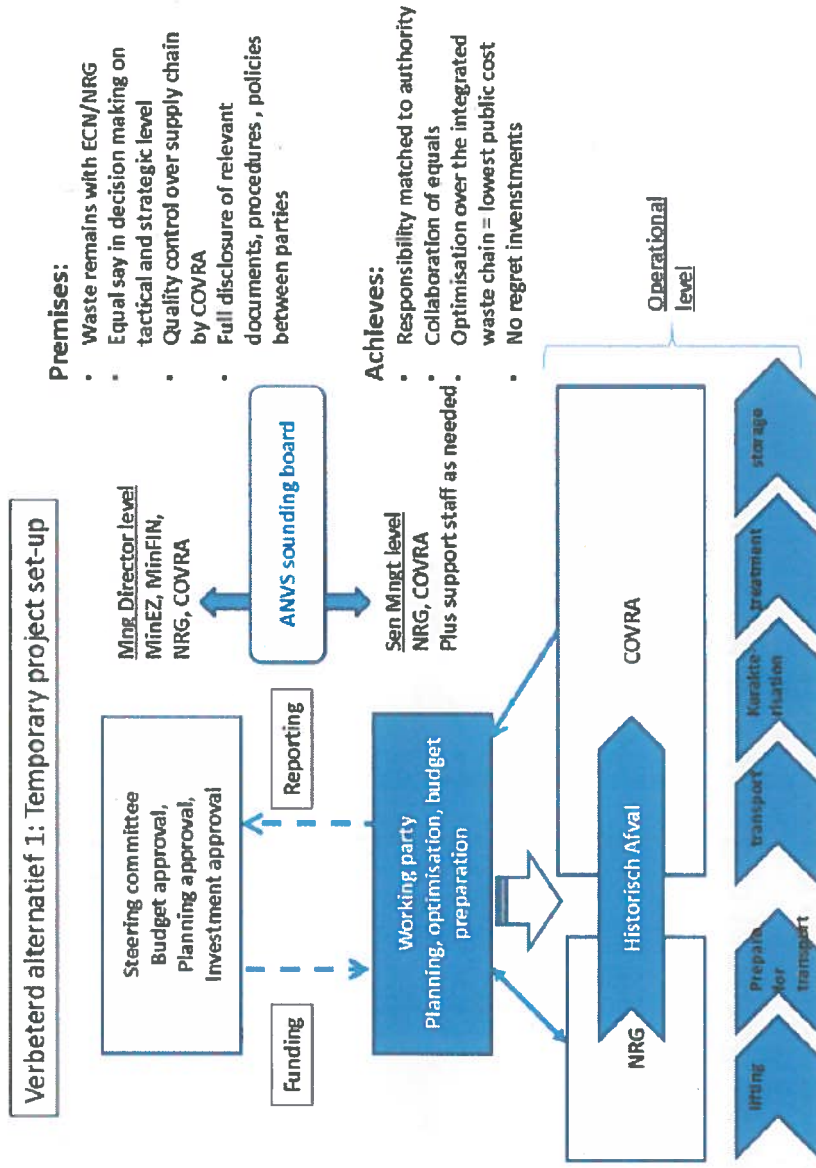 Verbeterd alternatief 1: Temporary project set-up
Steering committee
Budget approval,
Planning approval,
Investment approval
Mng Director level
MinEZ, MinFIN,
NRG, COVRA
Funding
Reporting
ANVS sounding board
Working party
Planning, optimisation, budget
preparation
Sen Mngt level
NRG, COVRA
Plus support staff as needed.
Premises:
• Waste remains with ECN/NRG
• Equal say in decision making on
tactical and strategic level
• Quality control over supply chain
by COVRA
• Full disclosure of relevant
documents, procedures , policies
between parties
Achieves:
• Responsibility matched to authority
• Collaboration of equals
• Optimisation over the integrated
waste chain = lowest public cost
• No regret invenstments
NRG
Historisch Afval
COVRA
Operational
level
lifting
Prepare
for
transport
transport
Karakte
risation
treatment
storage